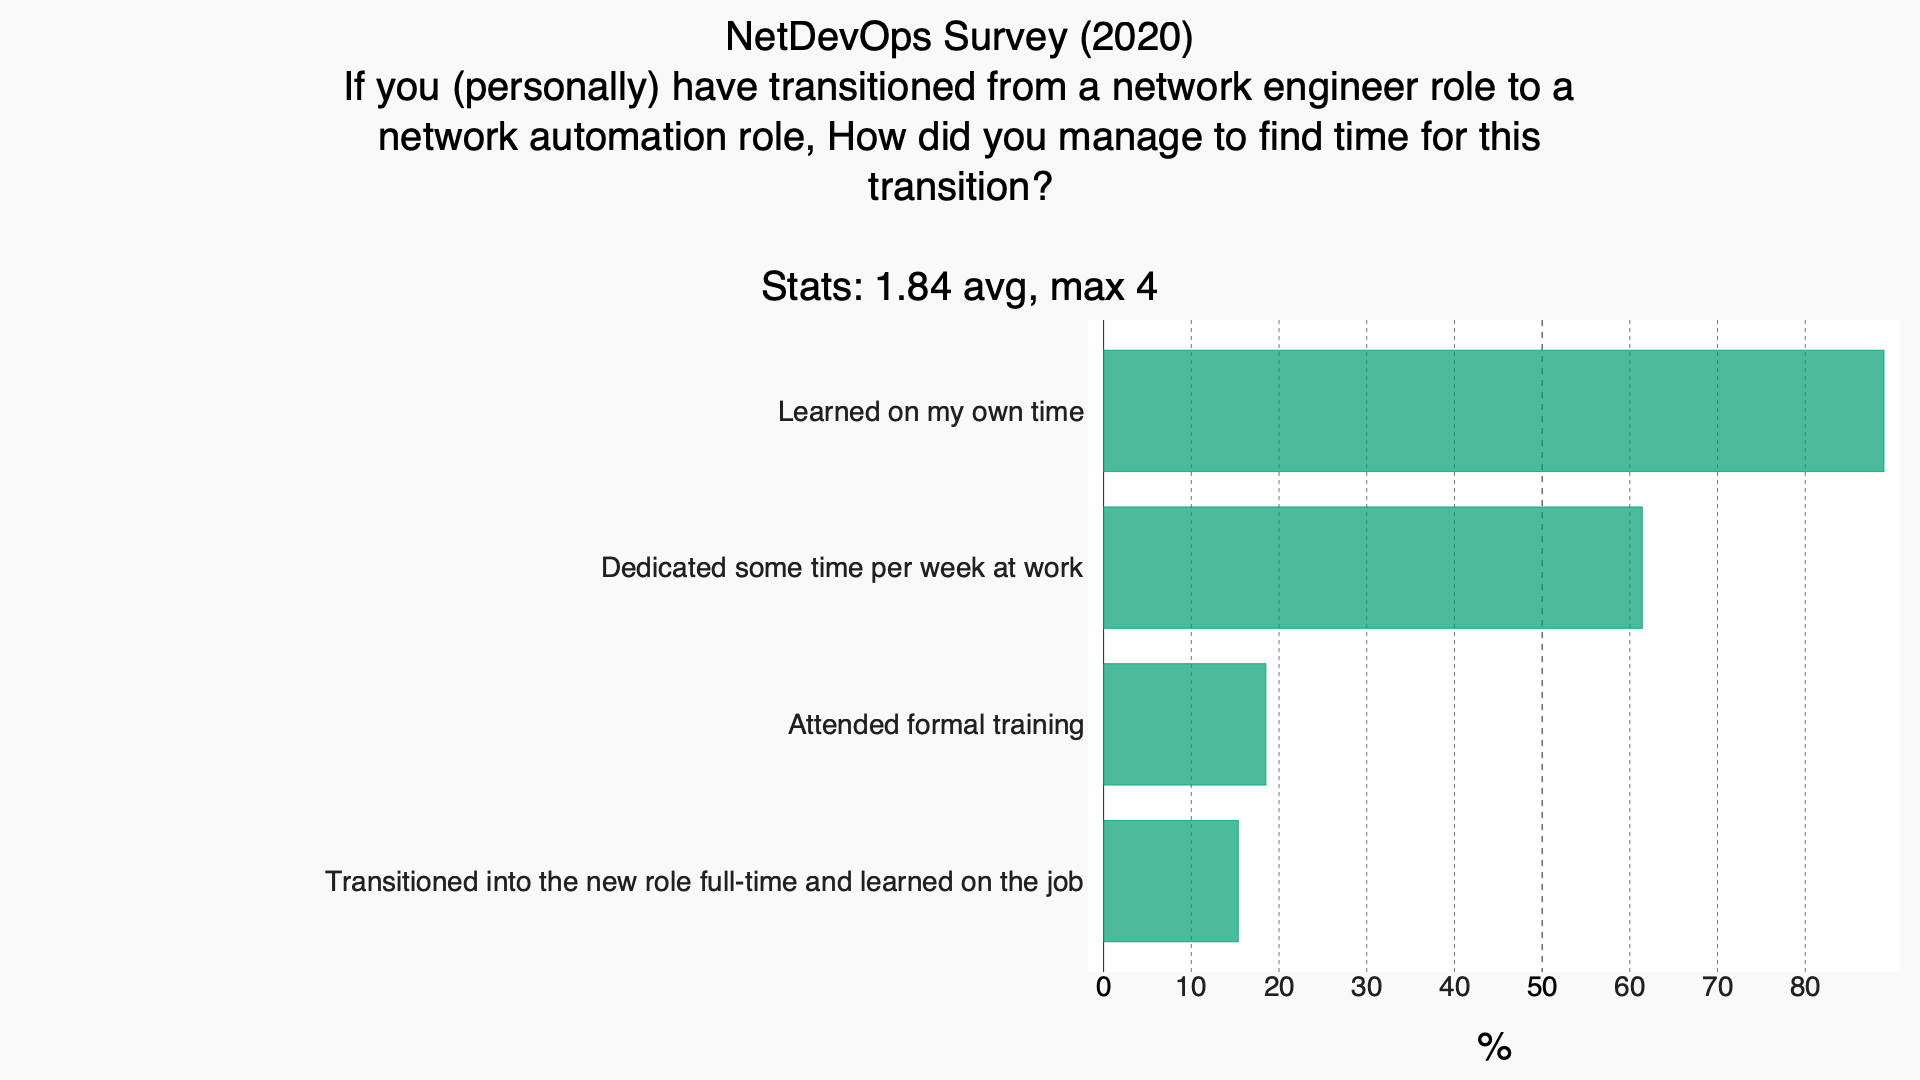 NetDevOps Survey (2020)
If you (personally) have transitioned from a network engineer role to a
network automation role, How did you manage to find time for this
transition?
Stats: 1.84 avg, max 4
Learned on my own time
Dedicated some time per week at work
Attended formal training
Transitioned into the new role full-time and learned on the job
0 10 20 30 40 50 60 70 80
%